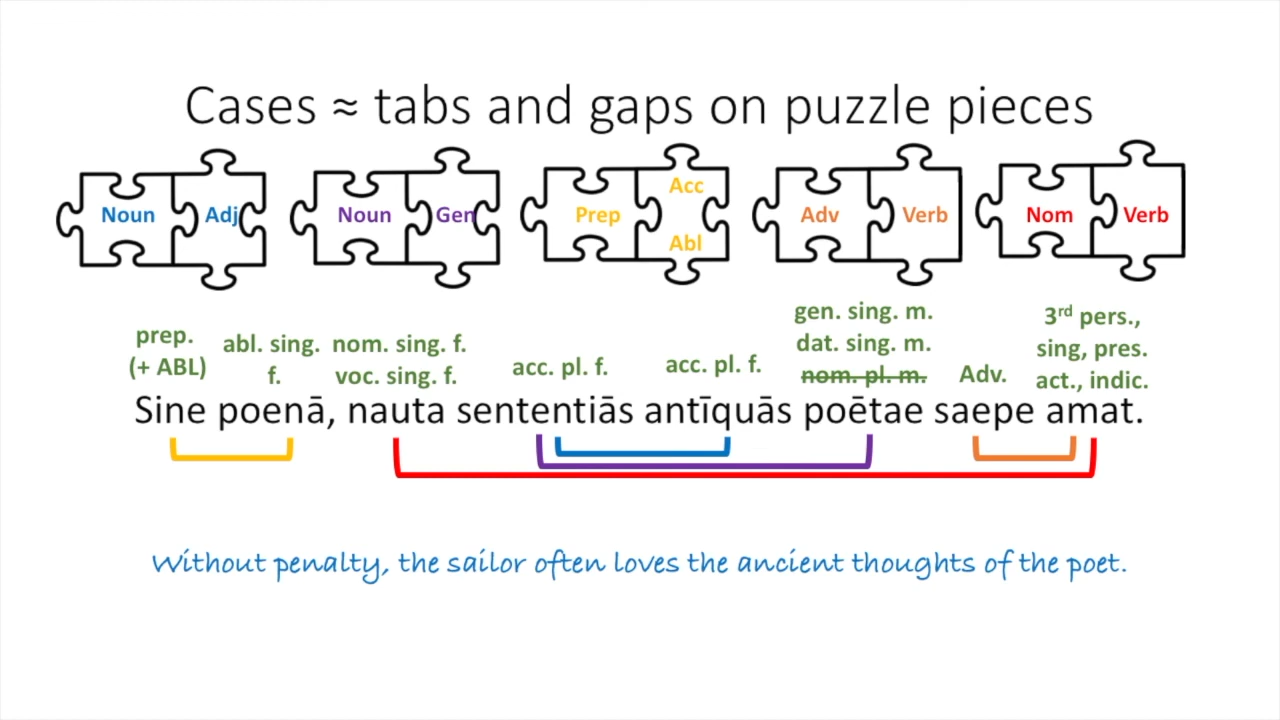 Cases ≈ tabs and gaps on puzzle pieces
Noun Adj Noun Gen Prep Acc Abl Adv Verb Nom Verb
prep. (+ ABL)
abl. sing. f.
nom. sing. f.
voc. sing. f.
acc. pl. f.
acc. pl. f.
gen. sing. m.
dat. sing. m.
nom. pl. m.
Adv.
3rd pers.,
sing, pres.
act., indic.
Sine poenā, nauta sententiās antīquās poētae saepe amat.
Without penalty, the sailor often loves the ancient thoughts of the poet.